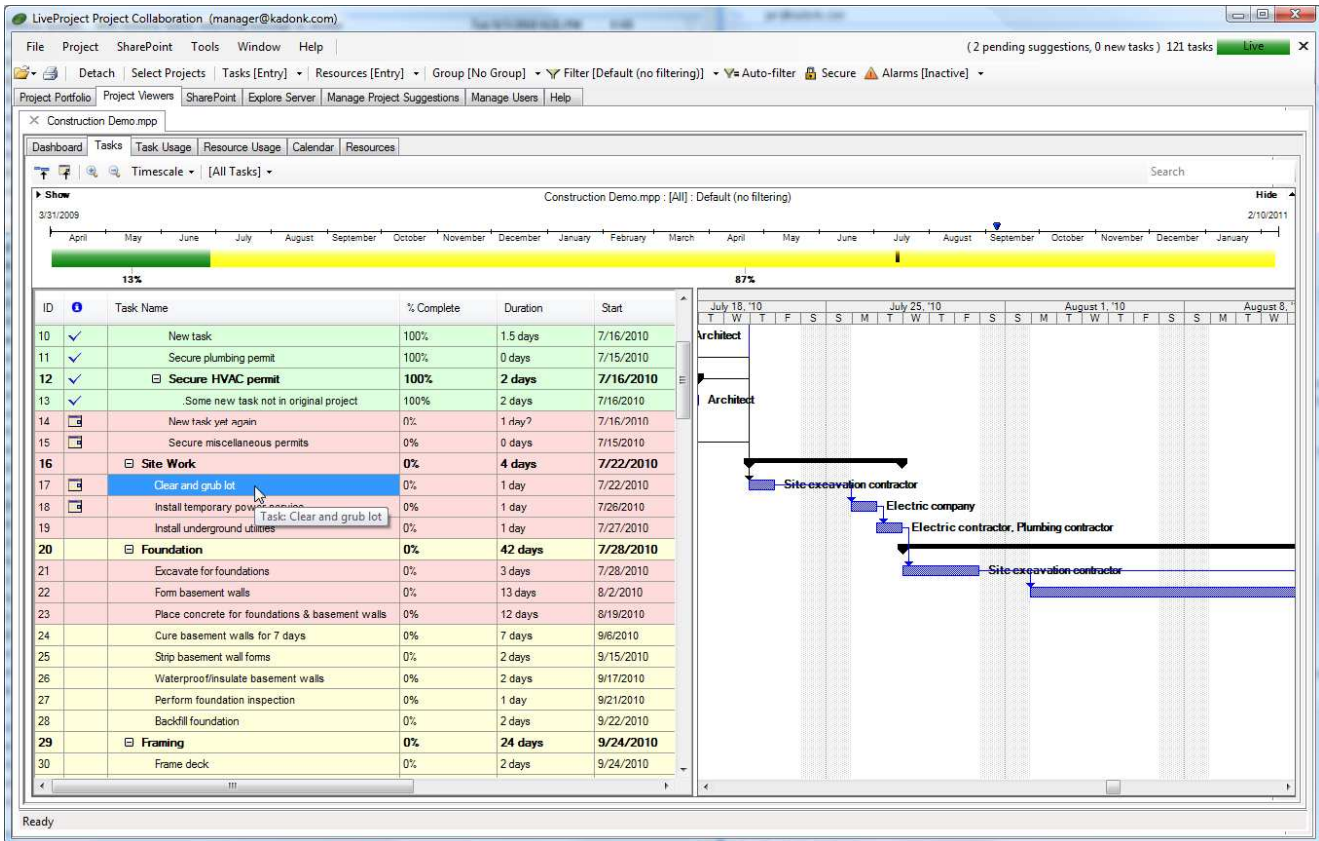 LiveProject Project Collaboration (manager@kadonk.com)
File Project SharePoint Tools Window Help
( 2 pending suggestions, 0 new tasks ) 121 tasks Live
Detach Select Projects Tasks [Entry] Resources [Entry] Group [No Group] Filter [Default (no filtering)] Auto-filter Secure Alarms [Inactive]
Project Portfolio Project Viewers SharePoint Explore Server Manage Project Suggestions Manage Users Help
Construction Demo.mpp
Dashboard Tasks Task Usage Resource Usage Calendar Resources
Timescale [All Tasks] Search
Show Construction Demo.mpp : [All] : Default (no filtering) Hide
3/31/2009 2/10/2011
April May June July August September October November December January February March April May June July August September October November December January
13% 87%
ID Task Name % Complete Duration Start
10 New task 100% 1.5 days 7/16/2010
11 Secure plumbing permit 100% 0 days 7/15/2010
12 Secure HVAC permit 100% 2 days 7/16/2010
13 .Some new task not in original project 100% 2 days 7/16/2010
14 New task yet again 0% 1 day? 7/16/2010
15 Secure miscellaneous permits 0% 0 days 7/15/2010
16 Site Work 0% 4 days 7/22/2010
17 Clear and grub lot 0% 1 day 7/22/2010
18 Install temporary power service 0% 1 day 7/26/2010
Task: Clear and grub lot
19 Install underground utilities 0% 1 day 7/27/2010
20 Foundation 0% 42 days 7/28/2010
21 Excavate for foundations 0% 3 days 7/28/2010
22 Form basement walls 0% 13 days 8/2/2010
23 Place concrete for foundations & basement walls 0% 12 days 8/19/2010
24 Cure basement walls for 7 days 0% 7 days 9/6/2010
25 Strip basement wall forms 0% 2 days 9/15/2010
26 Waterproof/insulate basement walls 0% 2 days 9/17/2010
27 Perform foundation inspection 0% 1 day 9/21/2010
28 Backfill foundation 0% 2 days 9/22/2010
29 Framing 0% 24 days 9/24/2010
30 Frame deck 0% 2 days 9/24/2010
July 18, '10 July 25, '10 August 1, '10 August 8, '
T W T F S S M T W T F S S M T W T F S S M T W
Architect
Architect
Site excavation contractor
Electric company
Electric contractor, Plumbing contractor
Site excavation contractor
Ready